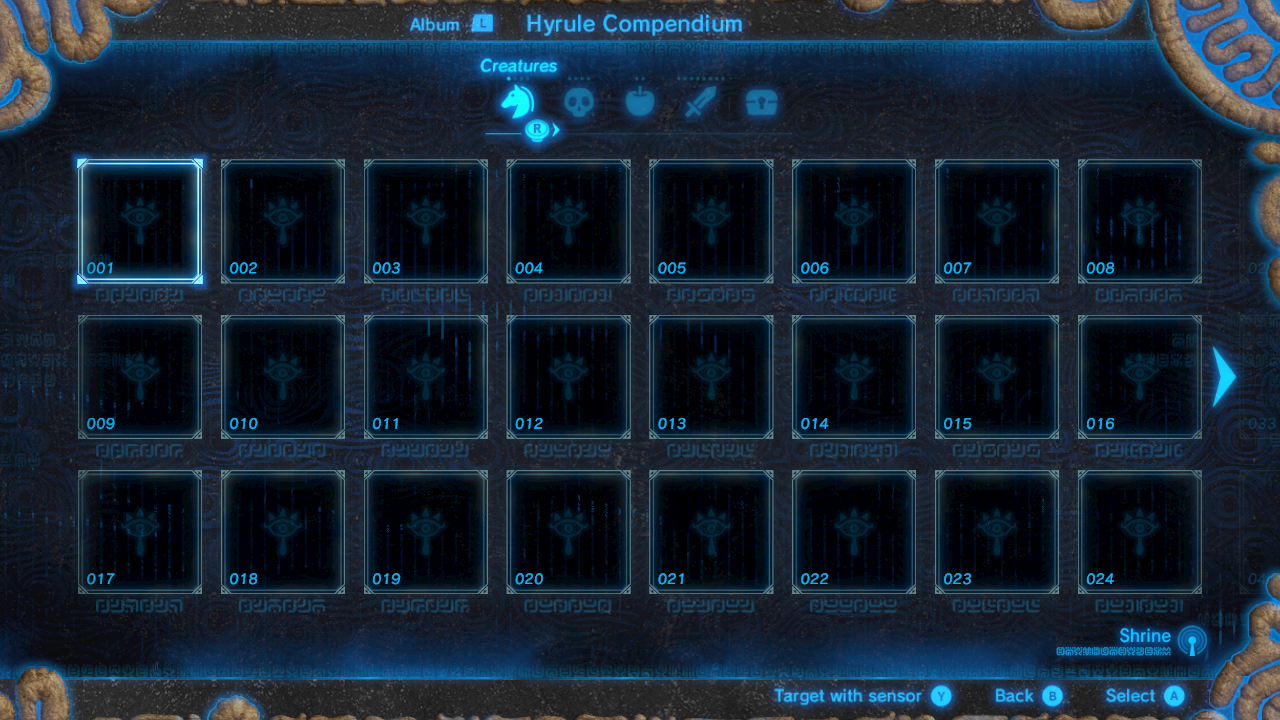 Album L Hyrule Compendium
Creatures
R
001 002 003 004 005 006 007 008
009 010 011 012 013 014 015 016
033
017 018 019 020 021 022 023 024
Shrine
Target with sensor Y Back B Select A